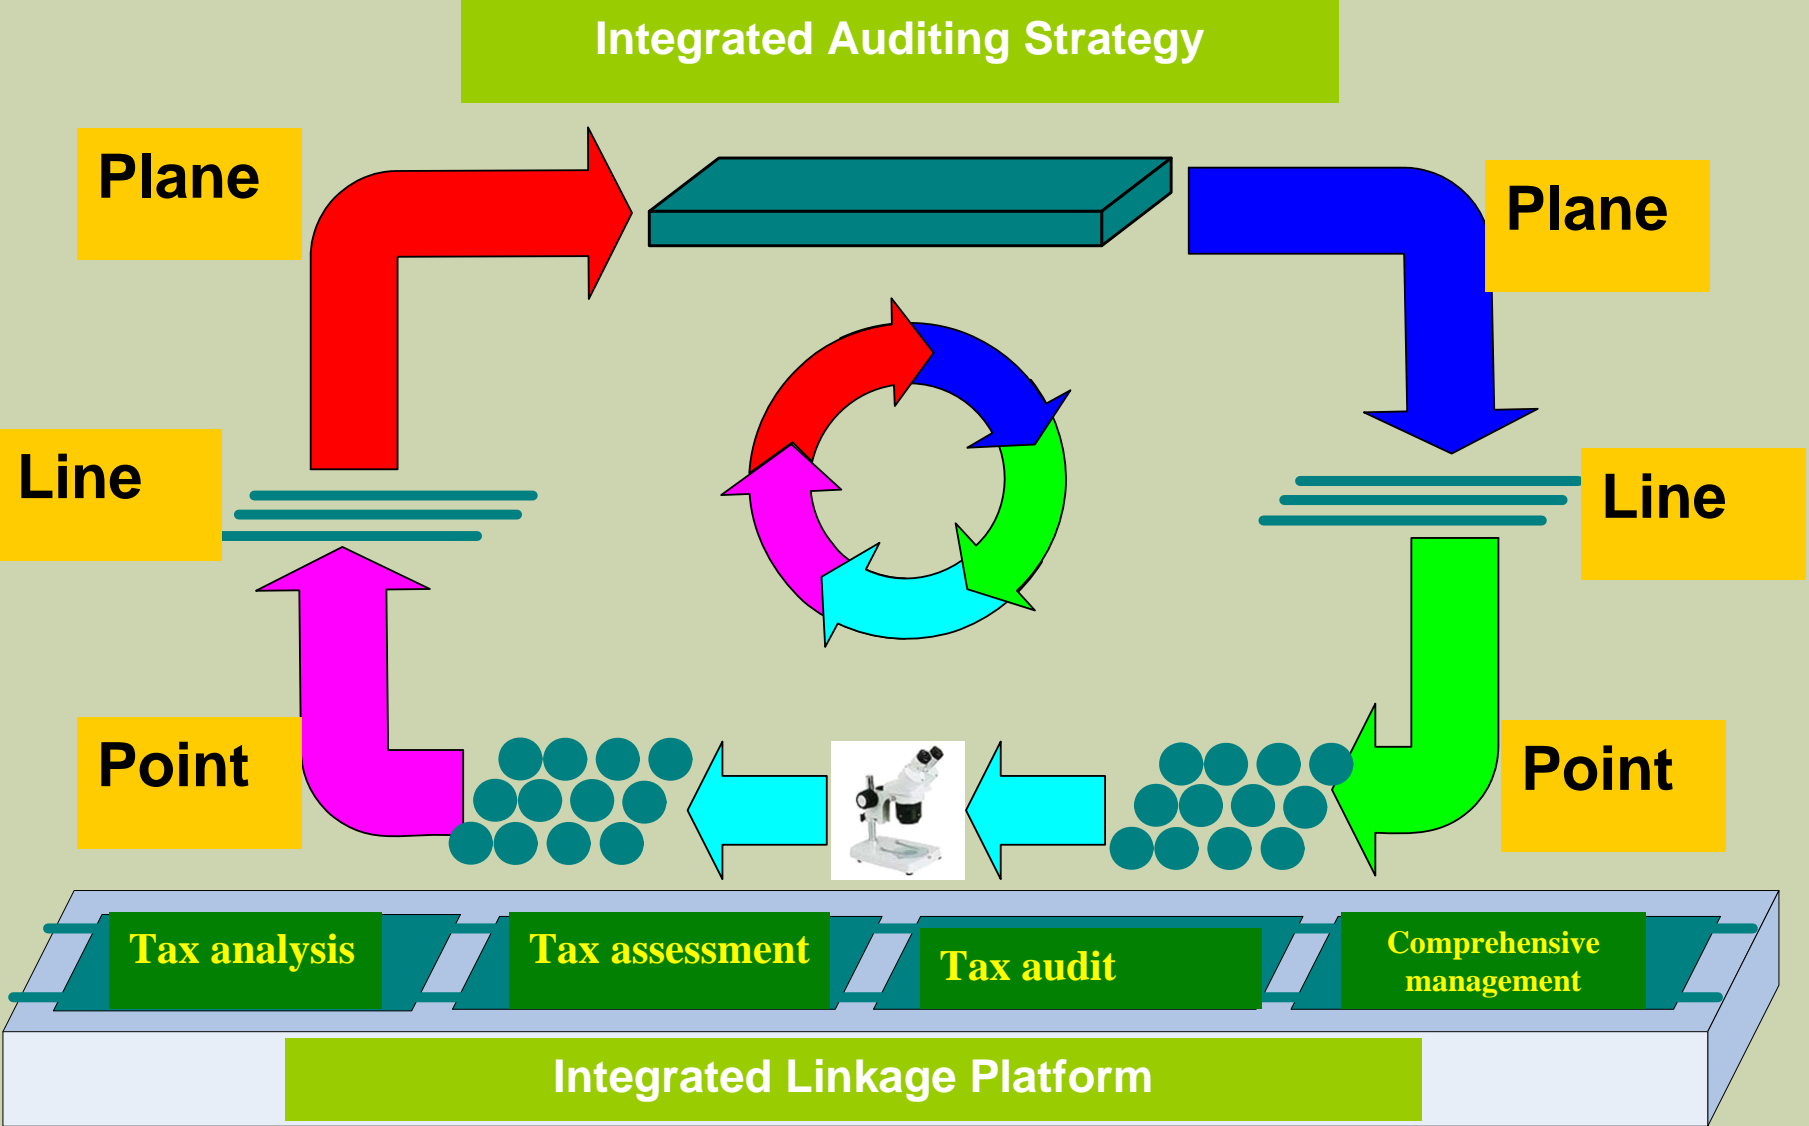 Integrated Auditing Strategy
Plane
Plane
Line
Line
Point
Point
Tax analysis
Tax assessment
Tax audit
Comprehensive
management
Integrated Linkage Platform